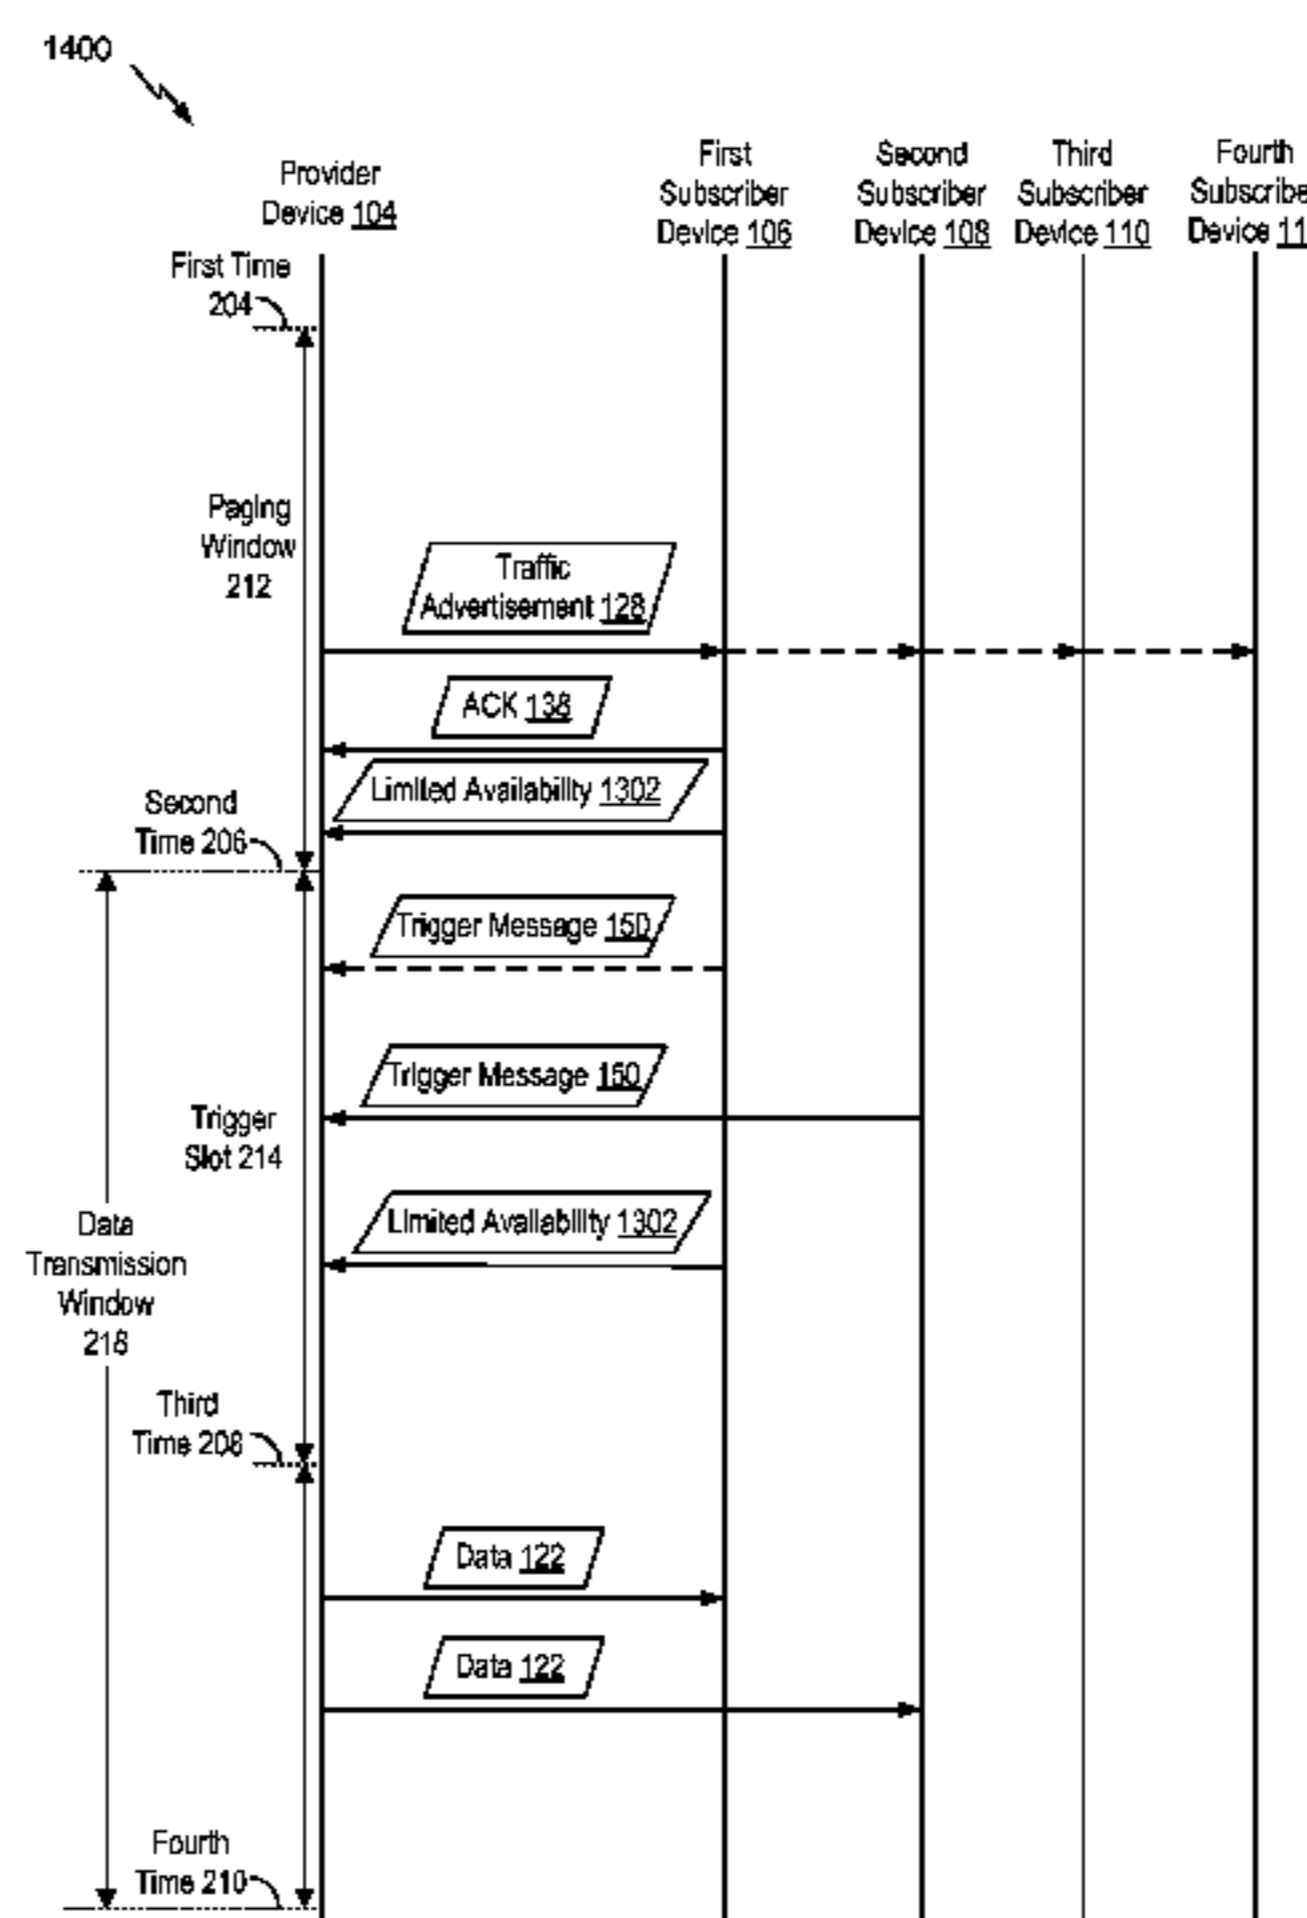 1400
Provider
Device 104
First
Subscriber
Device 106
Second
Subscriber
Device 108
Third
Subscriber
Device 110
Fourth
Subscribe
Device 11
First Time
204
Paging
Window
212
Traffic
Advertisement 128
ACK 138
Limited Availability 1302
Second
Time 206
Trigger Message 150
Trigger Message 150
Trigger
Slot 214
Limited Availability 1302
Data
Transmission
Window
218
Third
Time 208
Data 122
Data 122
Fourth
Time 210